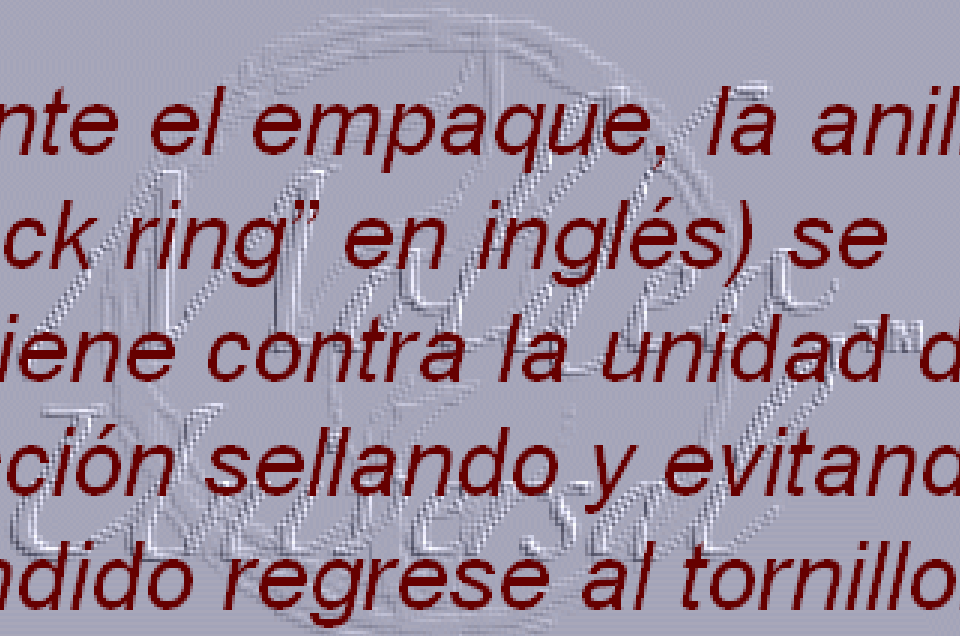 nte el empaque, la anil
ck ring” en inglés) se
iene contra la unidad d
cción sellando y evitand
ndido regrese al tornillo.